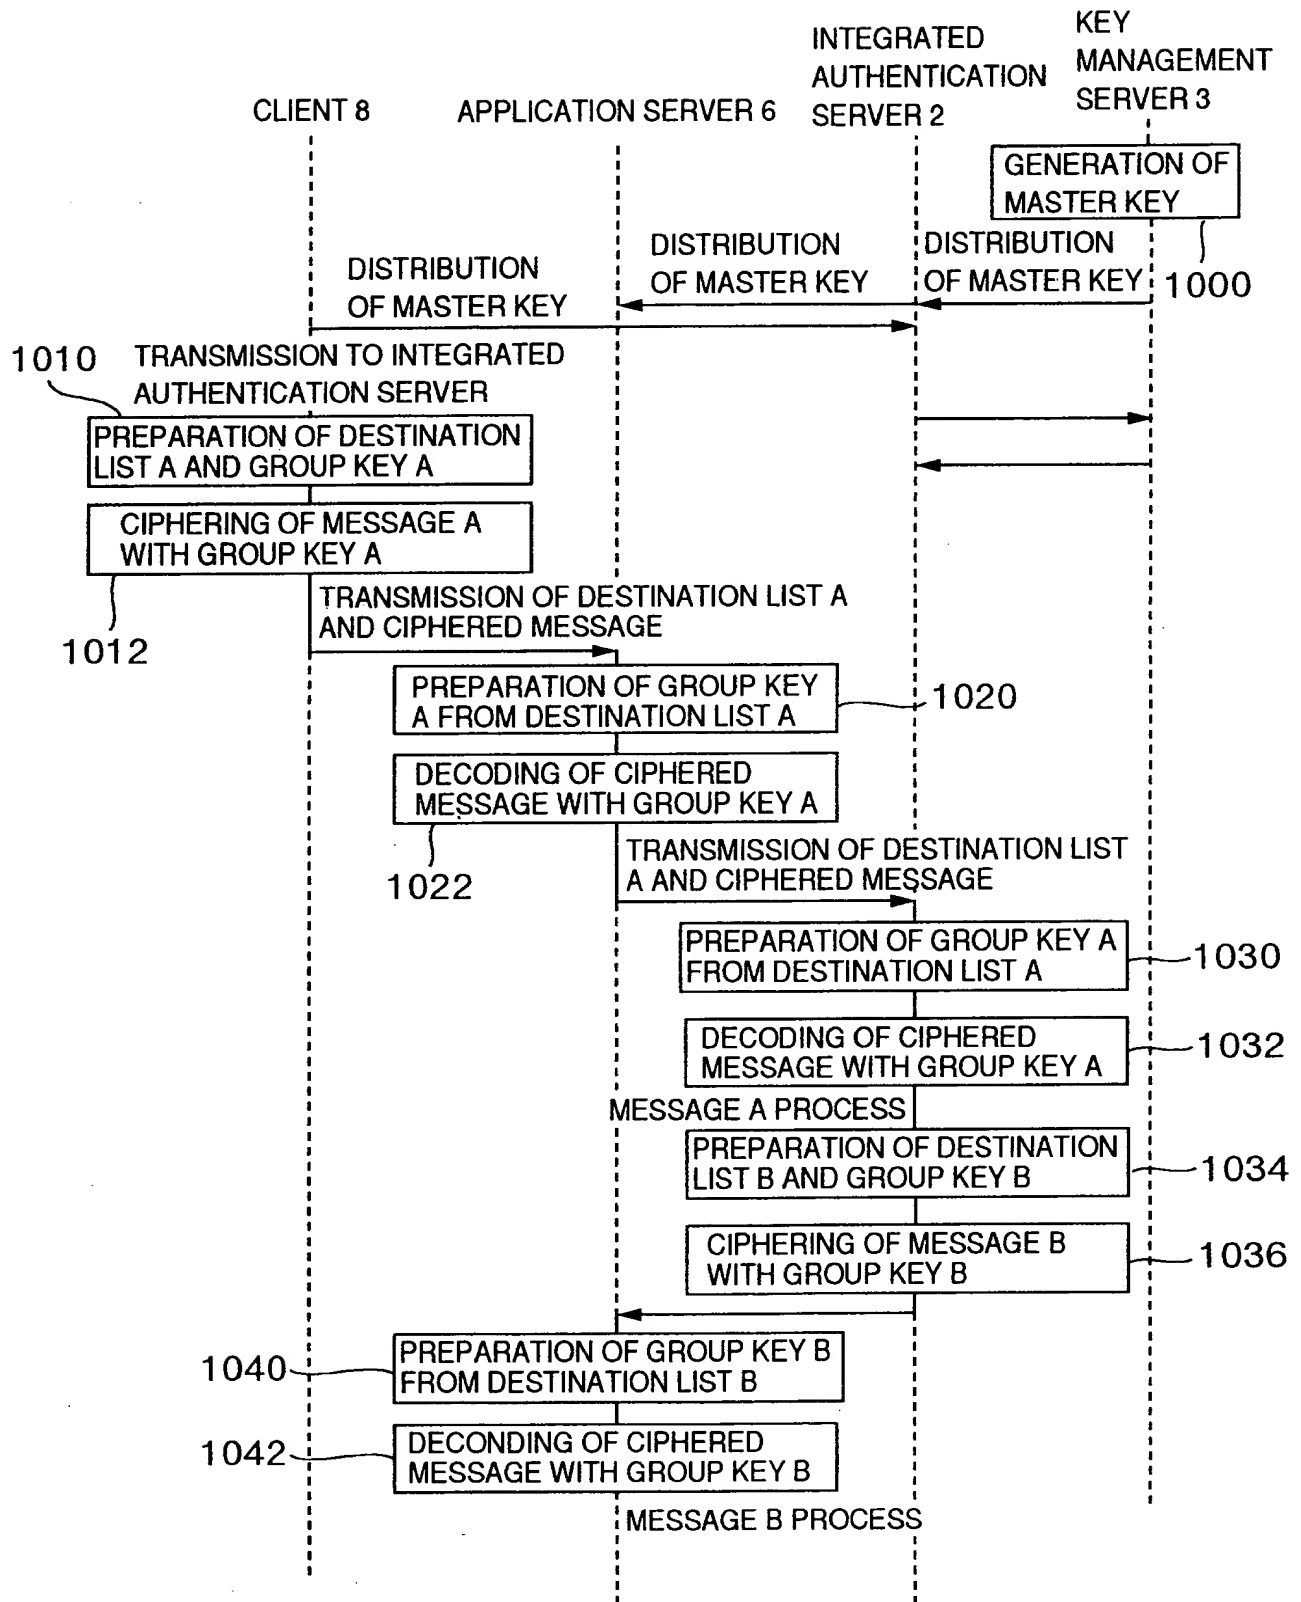 KEY
MANAGEMENT
SERVER 3
INTEGRATED
AUTHENTICATION
SERVER 2
CLIENT 8
APPLICATION SERVER 6
GENERATION OF
MASTER KEY
1000
DISTRIBUTION
OF MASTER KEY
DISTRIBUTION
OF MASTER KEY
DISTRIBUTION
OF MASTER KEY
1010
TRANSMISSION TO INTEGRATED
AUTHENTICATION SERVER
PREPARATION OF DESTINATION
LIST A AND GROUP KEY A
CIPHERING OF MESSAGE A
WITH GROUP KEY A
1012
TRANSMISSION OF DESTINATION LIST A
AND CIPHERED MESSAGE
PREPARATION OF GROUP KEY
A FROM DESTINATION LIST A
1020
DECODING OF CIPHERED
MESSAGE WITH GROUP KEY A
1022
TRANSMISSION OF DESTINATION LIST
A AND CIPHERED MESSAGE
PREPARATION OF GROUP KEY A
FROM DESTINATION LIST A
1030
DECODING OF CIPHERED
MESSAGE WITH GROUP KEY A
1032
MESSAGE A PROCESS
PREPARATION OF DESTINATION
LIST B AND GROUP KEY B
1034
CIPHERING OF MESSAGE B
WITH GROUP KEY B
1036
1040
PREPARATION OF GROUP KEY B
FROM DESTINATION LIST B
1042
DECONDING OF CIPHERED
MESSAGE WITH GROUP KEY B
MESSAGE B PROCESS